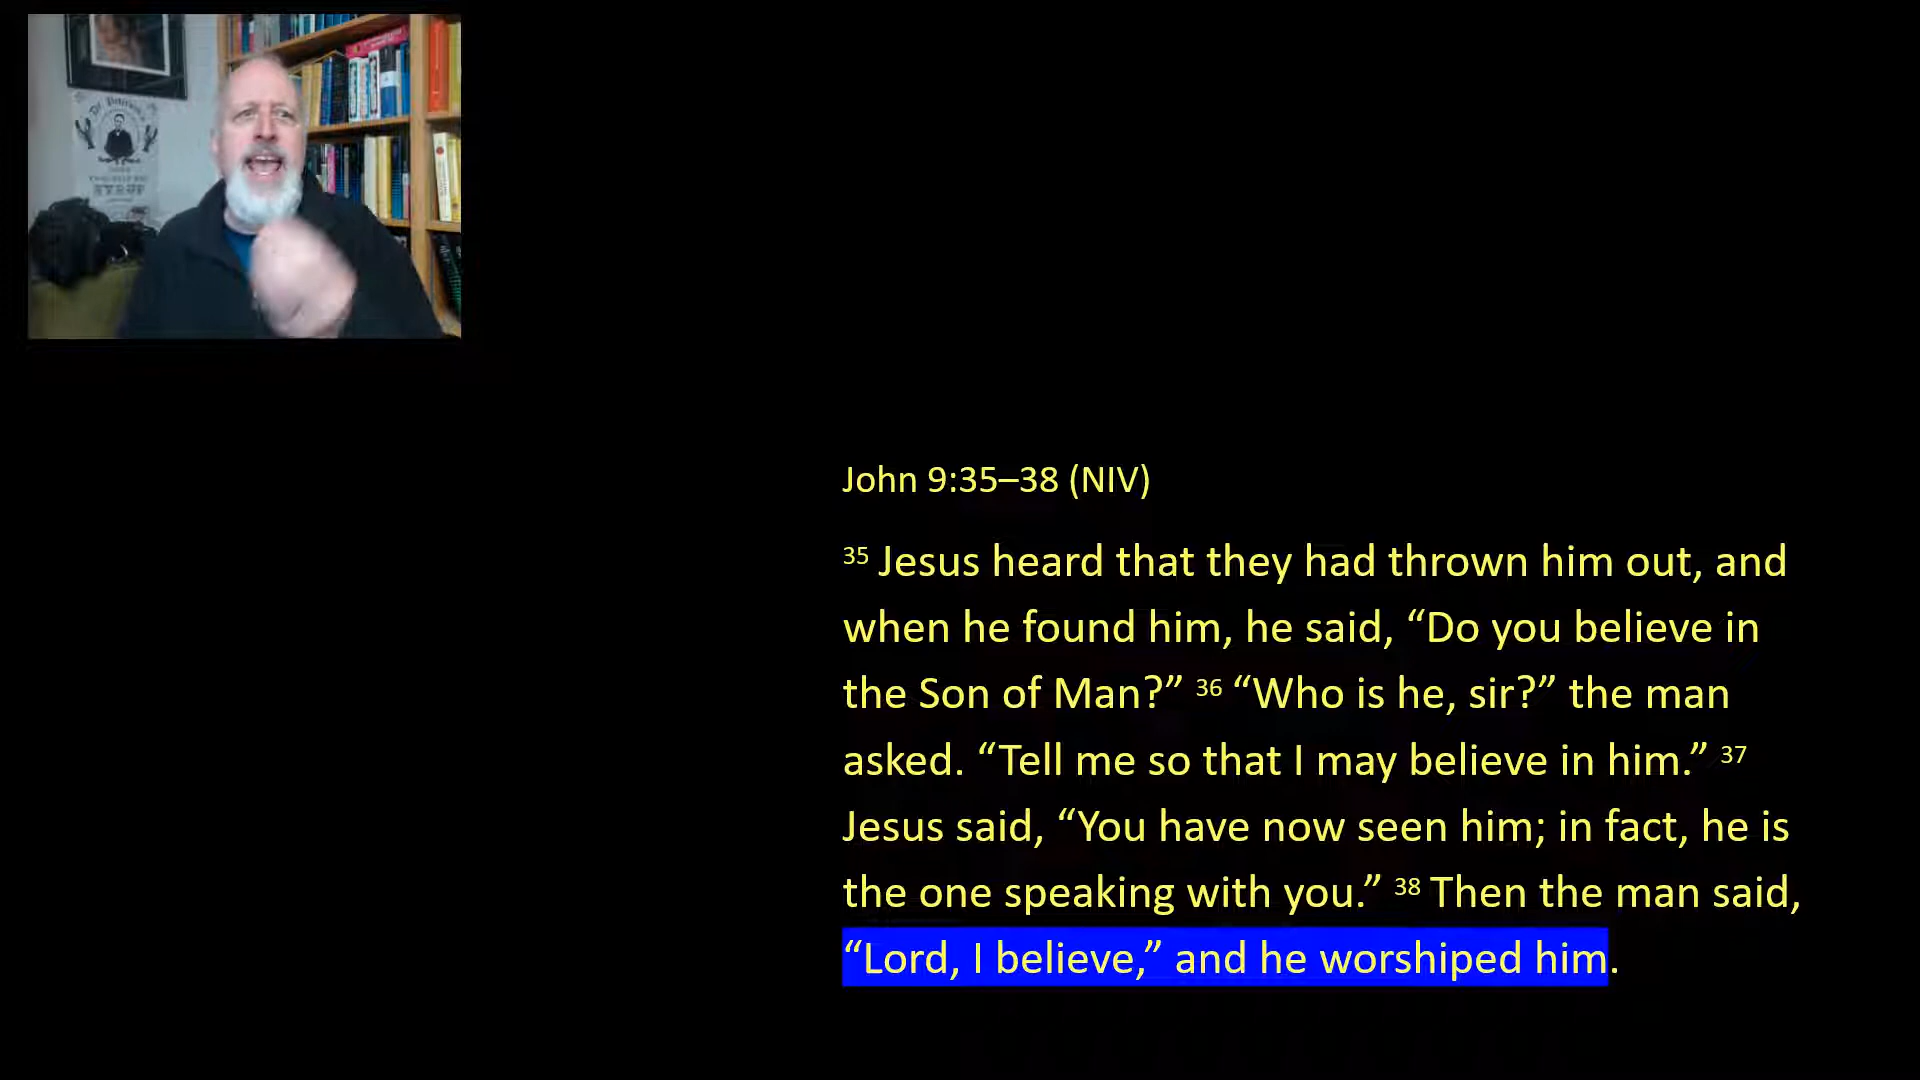 Dr. Peterson's
SYRUP
John 9:35–38 (NIV)
35 Jesus heard that they had thrown him out, and
when he found him, he said, “Do you believe in
the Son of Man?” 36 “Who is he, sir?” the man
asked. “Tell me so that I may believe in him.” 37
Jesus said, “You have now seen him; in fact, he is
the one speaking with you.” 38 Then the man said,
“Lord, I believe,” and he worshiped him.